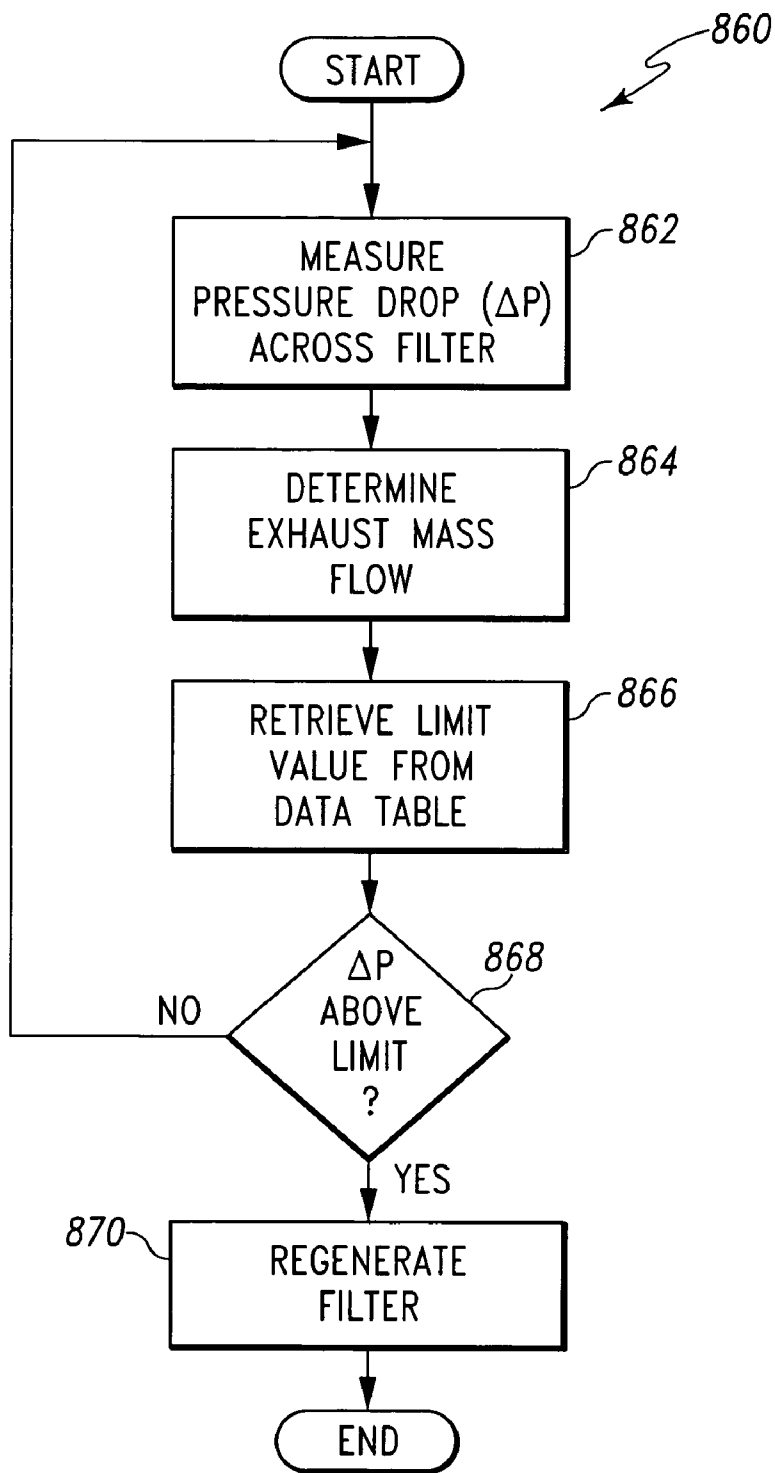 860
START
862
MEASURE
PRESSURE DROP (ΔP)
ACROSS FILTER
864
DETERMINE
EXHAUST MASS
FLOW
866
RETRIEVE LIMIT
VALUE FROM
DATA TABLE
868
ΔP
ABOVE
LIMIT
?
NO
YES
870
REGENERATE
FILTER
END